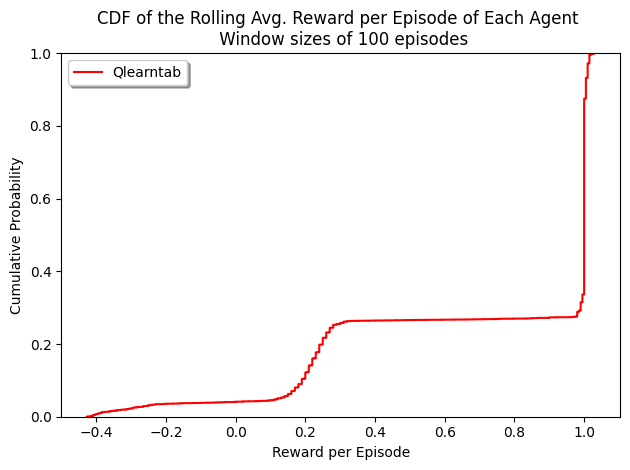 CDF of the Rolling Avg. Reward per Episode of Each Agent
Window sizes of 100 episodes
Qlearntab
1.0
0.8
0.6
0.4
0.2
0.0
Cumulative Probability
−0.4 −0.2 0.0 0.2 0.4 0.6 0.8 1.0
Reward per Episode